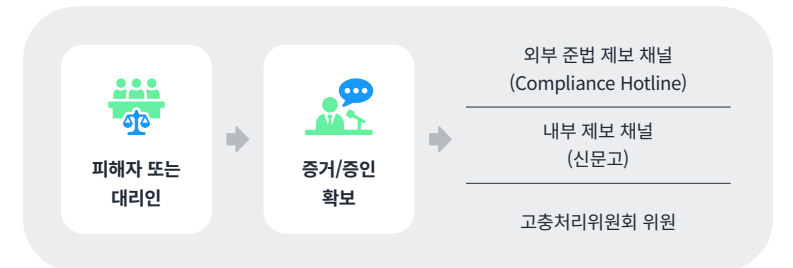 피해자 또는
대리인
증거/증인
확보
외부 준법 제보 채널
(Compliance Hotline)
내부 제보 채널
(신문고)
고충처리위원회 위원